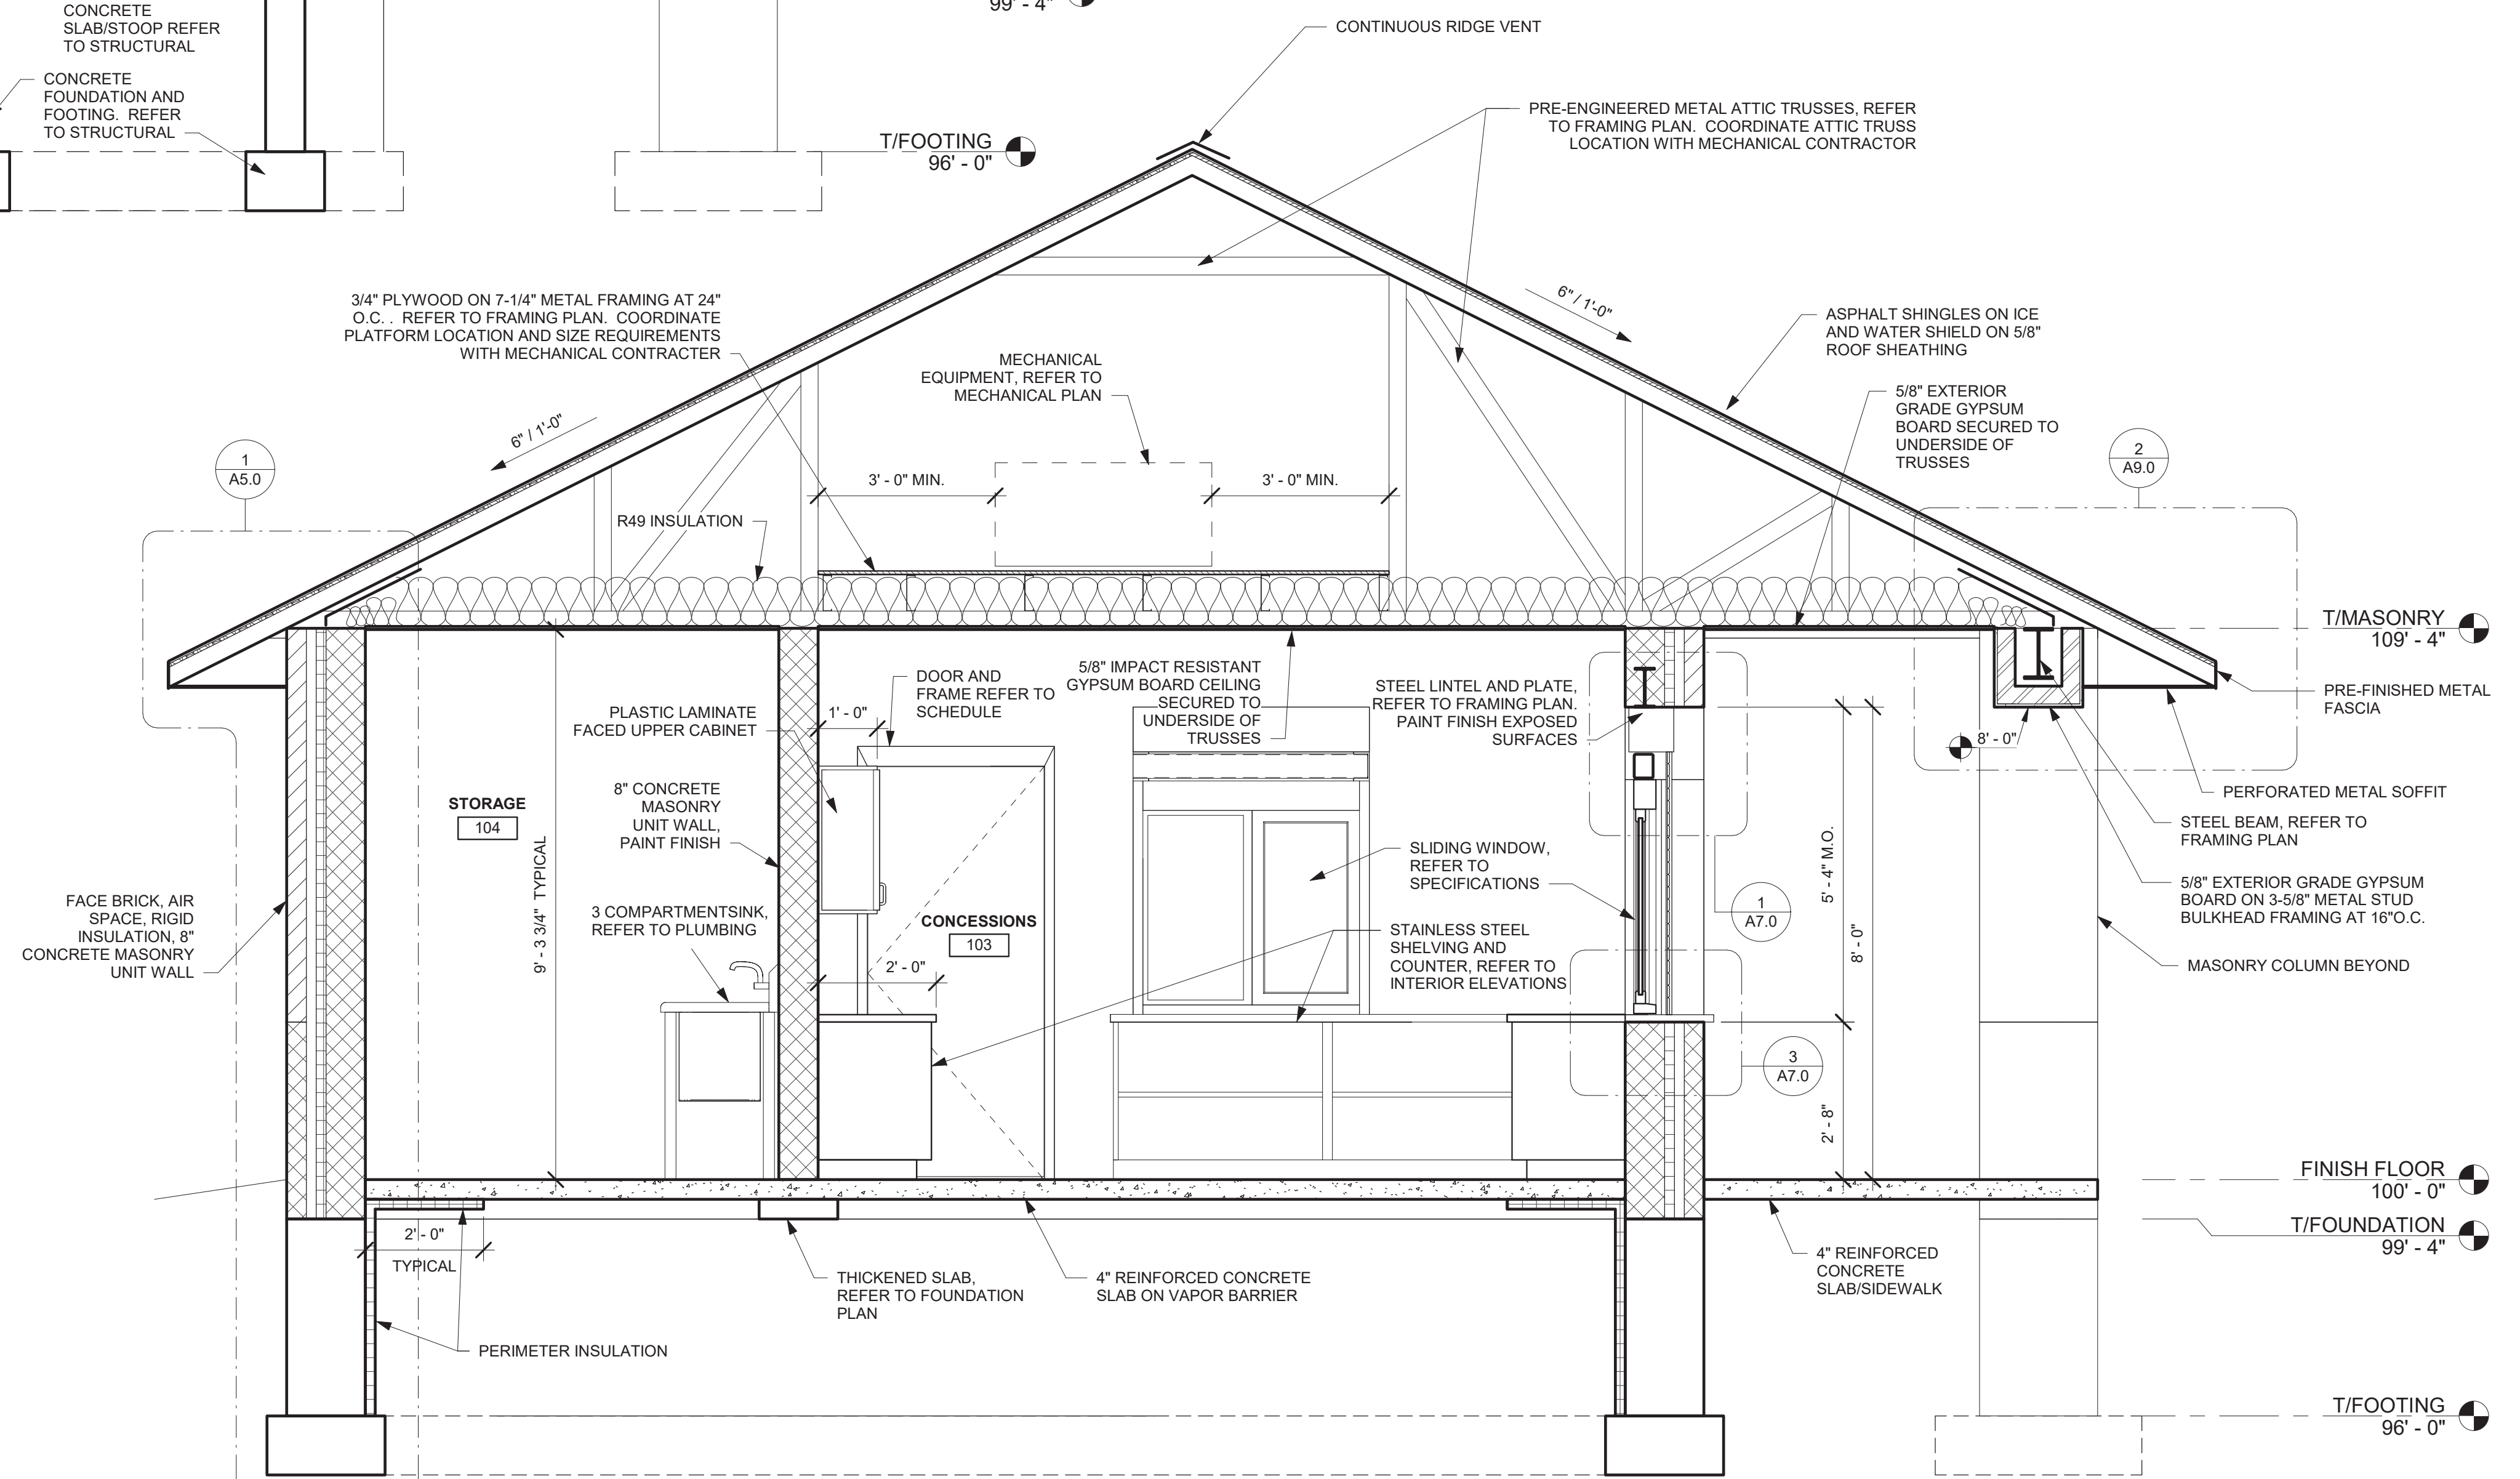 CONCRETE
SLAB/STOOP REFER
TO STRUCTURAL
CONCRETE
FOUNDATION AND
FOOTING. REFER
TO STRUCTURAL
99' - 4"
T/FOOTING
96' - 0"
CONTINUOUS RIDGE VENT
PRE-ENGINEERED METAL ATTIC TRUSSES, REFER
TO FRAMING PLAN. COORDINATE ATTIC TRUSS
LOCATION WITH MECHANICAL CONTRACTOR
3/4" PLYWOOD ON 7-1/4" METAL FRAMING AT 24"
O.C. . REFER TO FRAMING PLAN. COORDINATE
PLATFORM LOCATION AND SIZE REQUIREMENTS
WITH MECHANICAL CONTRACTER
MECHANICAL
EQUIPMENT, REFER TO
MECHANICAL PLAN
6" / 1'-0"
ASPHALT SHINGLES ON ICE
AND WATER SHIELD ON 5/8"
ROOF SHEATHING
5/8" EXTERIOR
GRADE GYPSUM
BOARD SECURED TO
UNDERSIDE OF
TRUSSES
6" / 1'-0"
1
A5.0
2
A9.0
3' - 0" MIN.
3' - 0" MIN.
R49 INSULATION
T/MASONRY
109' - 4"
DOOR AND
FRAME REFER TO
SCHEDULE
5/8" IMPACT RESISTANT
GYPSUM BOARD CEILING
SECURED TO
UNDERSIDE OF
TRUSSES
STEEL LINTEL AND PLATE,
REFER TO FRAMING PLAN.
PAINT FINISH EXPOSED
SURFACES
PRE-FINISHED METAL
FASCIA
PLASTIC LAMINATE
FACED UPPER CABINET
1' - 0"
8' - 0"
8" CONCRETE
MASONRY
UNIT WALL,
PAINT FINISH
STORAGE
104
9' - 3 3/4" TYPICAL
PERFORATED METAL SOFFIT
STEEL BEAM, REFER TO
FRAMING PLAN
SLIDING WINDOW,
REFER TO
SPECIFICATIONS
5' - 4" M.O.
8' - 0"
1
A7.0
5/8" EXTERIOR GRADE GYPSUM
BOARD ON 3-5/8" METAL STUD
BULKHEAD FRAMING AT 16"O.C.
FACE BRICK, AIR
SPACE, RIGID
INSULATION, 8"
CONCRETE MASONRY
UNIT WALL
3 COMPARTMENTSINK,
REFER TO PLUMBING
CONCESSIONS
103
2' - 0"
STAINLESS STEEL
SHELVING AND
COUNTER, REFER TO
INTERIOR ELEVATIONS
MASONRY COLUMN BEYOND
3
A7.0
2' - 8"
FINISH FLOOR
100' - 0"
T/FOUNDATION
99' - 4"
2' - 0"
TYPICAL
THICKENED SLAB,
REFER TO FOUNDATION
PLAN
4" REINFORCED CONCRETE
SLAB ON VAPOR BARRIER
4" REINFORCED
CONCRETE
SLAB/SIDEWALK
PERIMETER INSULATION
T/FOOTING
96' - 0"